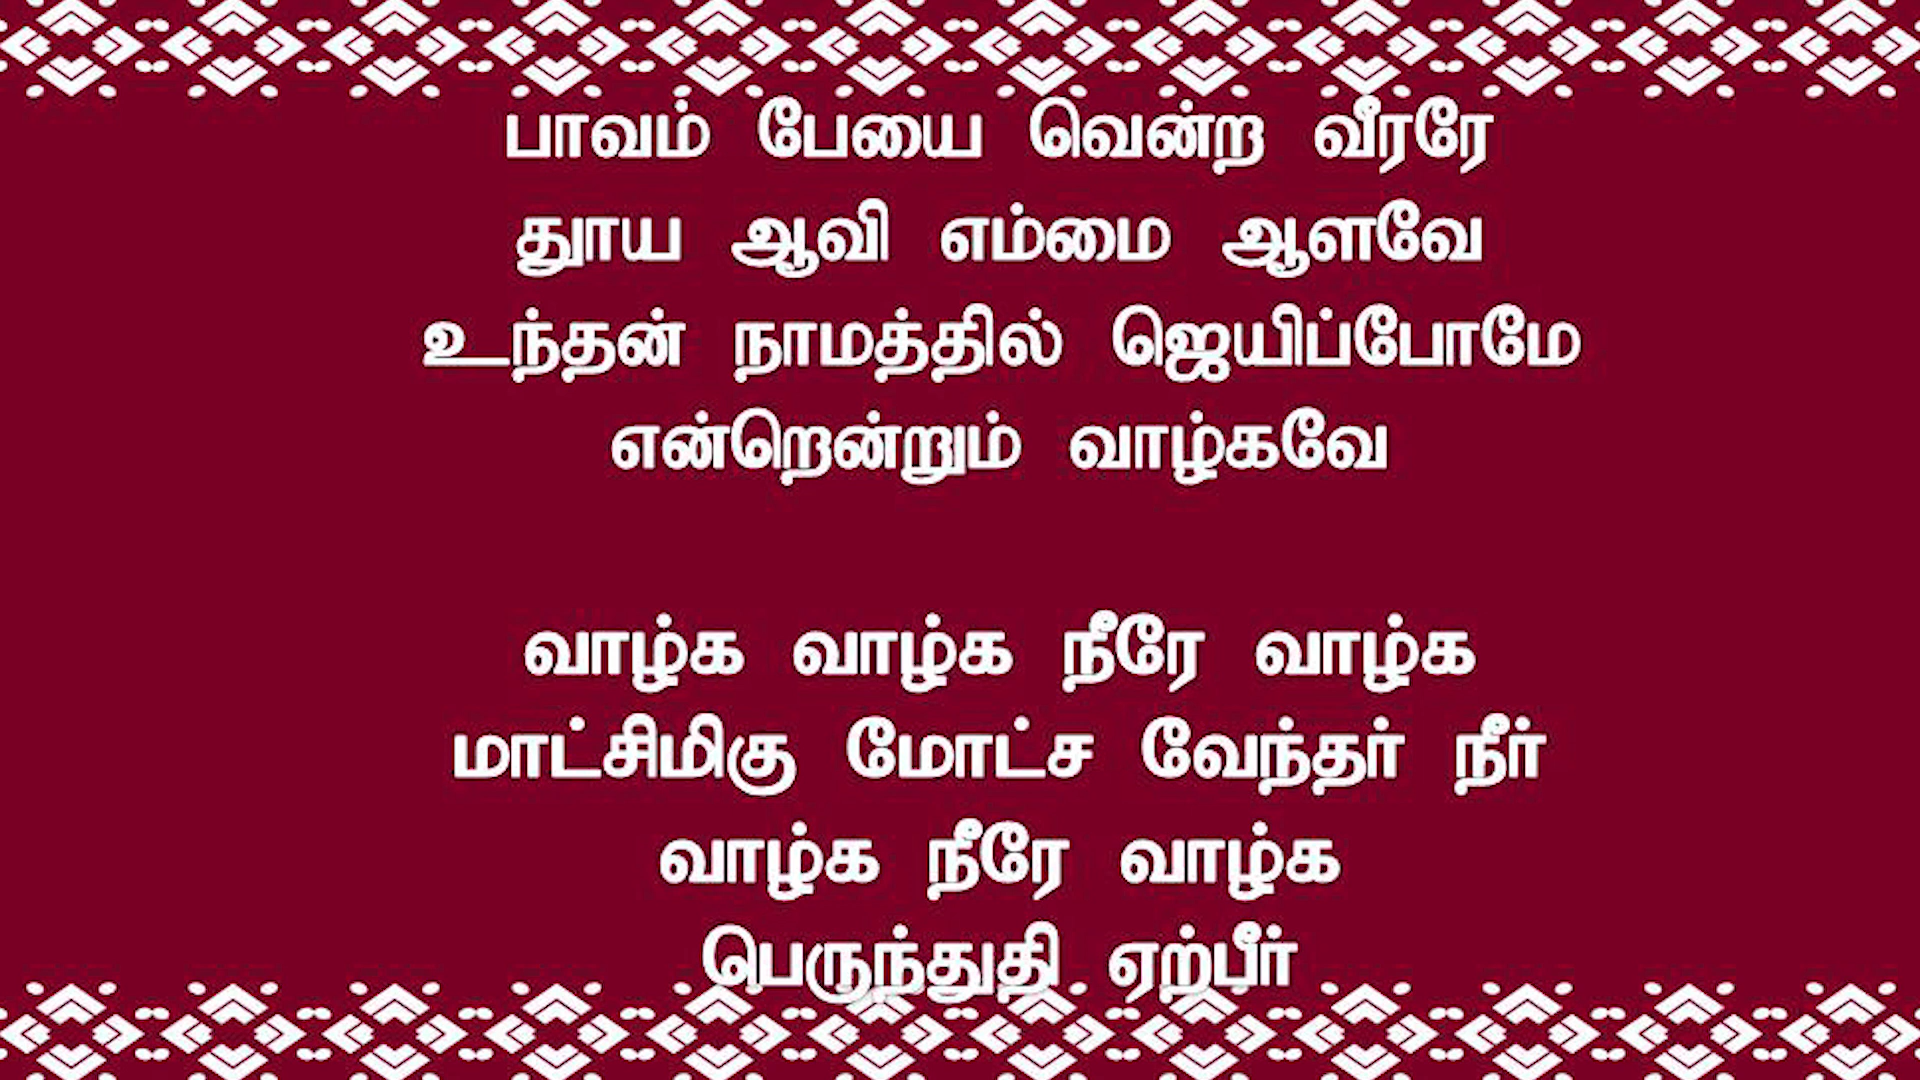 பாவம் பேயை வென்ற வீரரே
தூய ஆவி எம்மை ஆளவே
உந்தன் நாமத்தில் ஜெயிப்போமே
என்றென்றும் வாழ்கவே
வாழ்க வாழ்க நீரே வாழ்க
மாட்சிமிகு மோட்ச வேந்தர் நீர்
வாழ்க நீரே வாழ்க
பெருந்துதி ஏற்பீர்